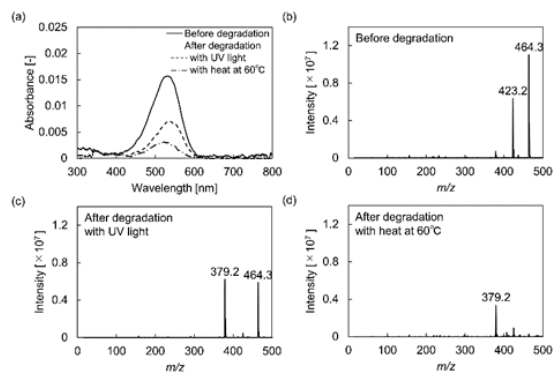 (a)
Absorbance [-]
0.025
0.02
0.015
0.01
0.005
0
300 400 500 600 700 800
Wavelength [nm]
Before degradation
After degradation
with UV light
with heat at 60℃
(b)
Before degradation
Intensity [×10⁷]
1.2
0.8
0.4
0
464.3
423.2
0 100 200 300 400 500
m/z
(c)
After degradation
with UV light
Intensity [×10⁷]
1.2
0.8
0.4
0
379.2 464.3
0 100 200 300 400 500
m/z
(d)
After degradation
with heat at 60℃
Intensity [×10⁷]
1.2
0.8
0.4
0
379.2
0 100 200 300 400 500
m/z